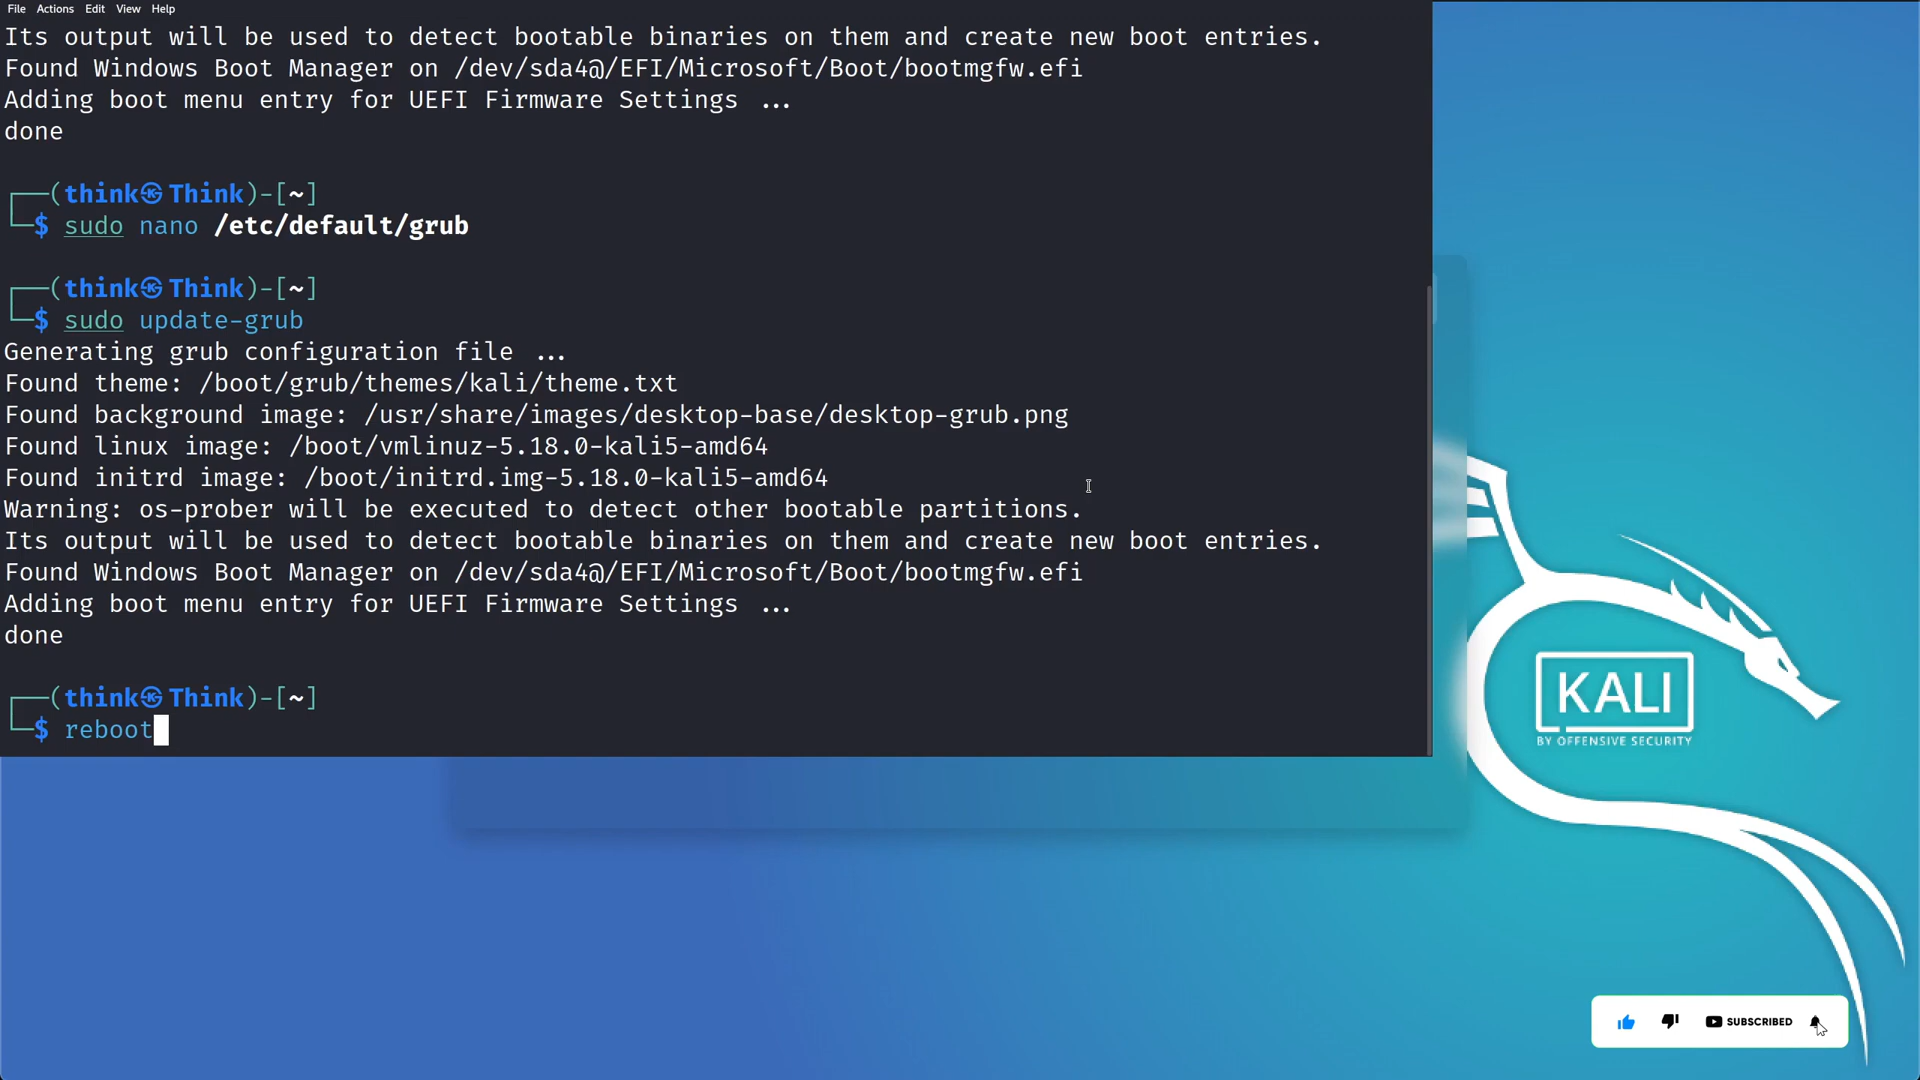 File Actions Edit View Help
Its output will be used to detect bootable binaries on them and create new boot entries.
Found Windows Boot Manager on /dev/sda4@/EFI/Microsoft/Boot/bootmgfw.efi
Adding boot menu entry for UEFI Firmware Settings ...
done
┌──(think㉿Think)-[~]
└─$ sudo nano /etc/default/grub
┌──(think㉿Think)-[~]
└─$ sudo update-grub
Generating grub configuration file ...
Found theme: /boot/grub/themes/kali/theme.txt
Found background image: /usr/share/images/desktop-base/desktop-grub.png
Found linux image: /boot/vmlinuz-5.18.0-kali5-amd64
Found initrd image: /boot/initrd.img-5.18.0-kali5-amd64
Warning: os-prober will be executed to detect other bootable partitions.
Its output will be used to detect bootable binaries on them and create new boot entries.
Found Windows Boot Manager on /dev/sda4@/EFI/Microsoft/Boot/bootmgfw.efi
Adding boot menu entry for UEFI Firmware Settings ...
done
┌──(think㉿Think)-[~]
└─$ reboot
KALI
BY OFFENSIVE SECURITY
SUBSCRIBED